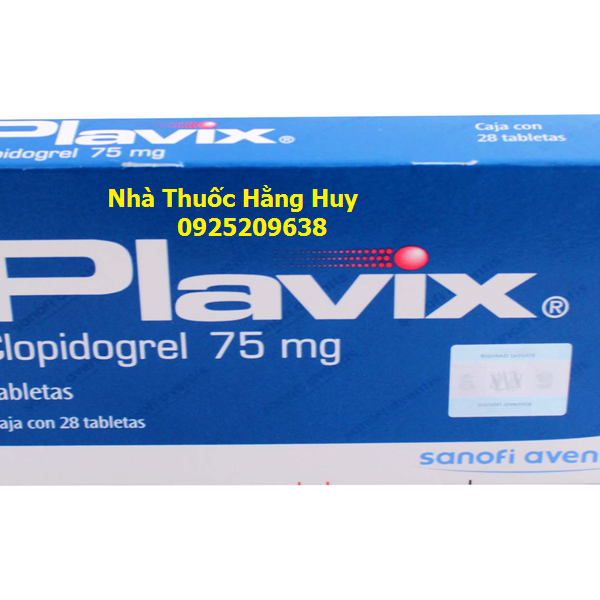 Plavix®
pidogrel 75 mg
Caja con
28 tabletas
Nhà Thuốc Hằng Huy
0925209638
Plavix®
Clopidogrel 75 mg
abletas
aja con 28 tabletas
sanofi aven